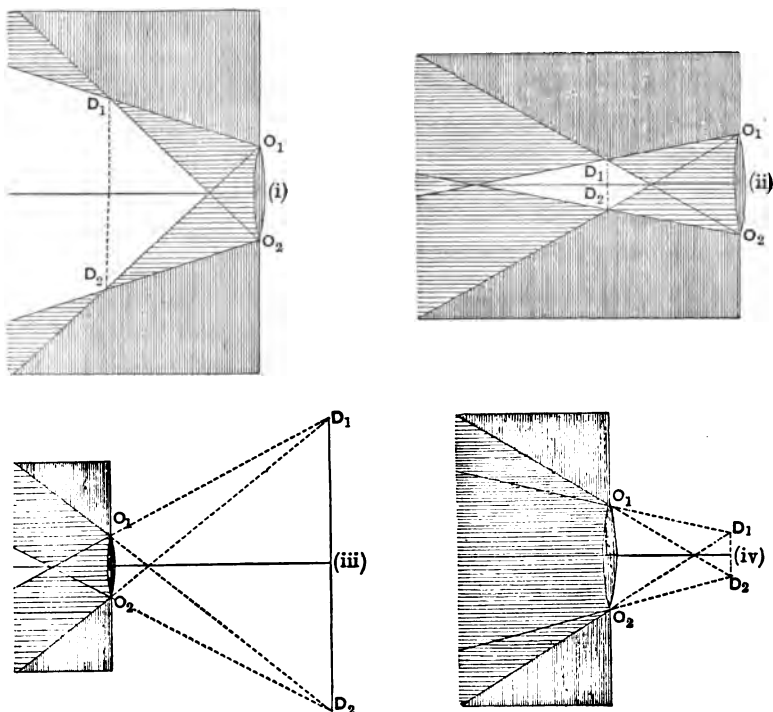 D₁
O₁
(i)
O₂
D₂
O₁
D₁
(ii)
D₂
O₂
D₁
O₁
(iii)
O₂
D₂
O₁
D₁
(iv)
D₂
O₂